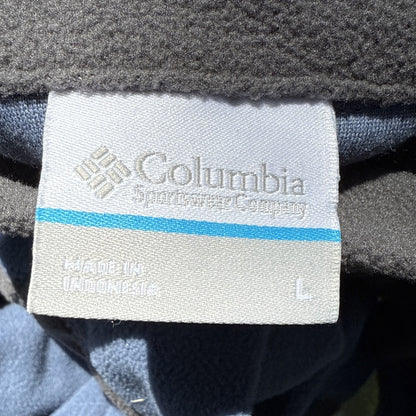 Columbia
Sportswear Company
MADE IN
INDONESIA
L